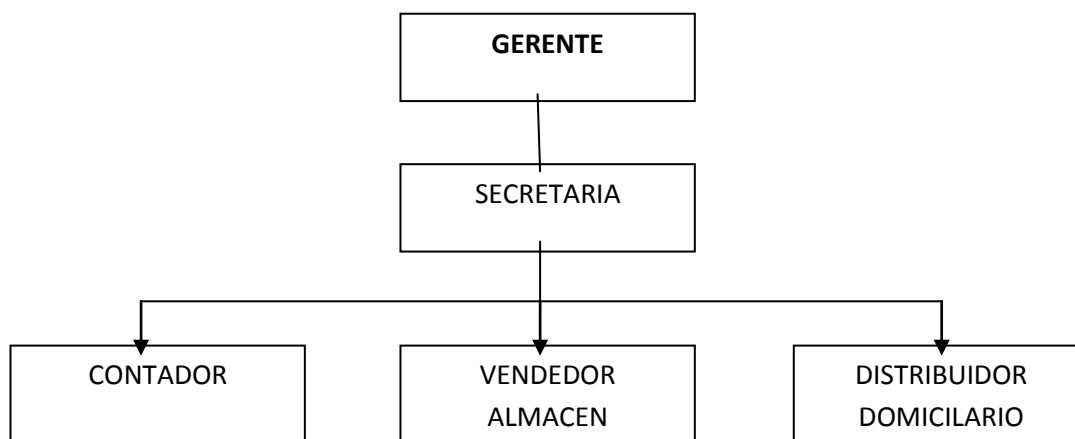 GERENTE
SECRETARIA
CONTADOR
VENDEDOR
ALMACEN
DISTRIBUIDOR
DOMICILARIO